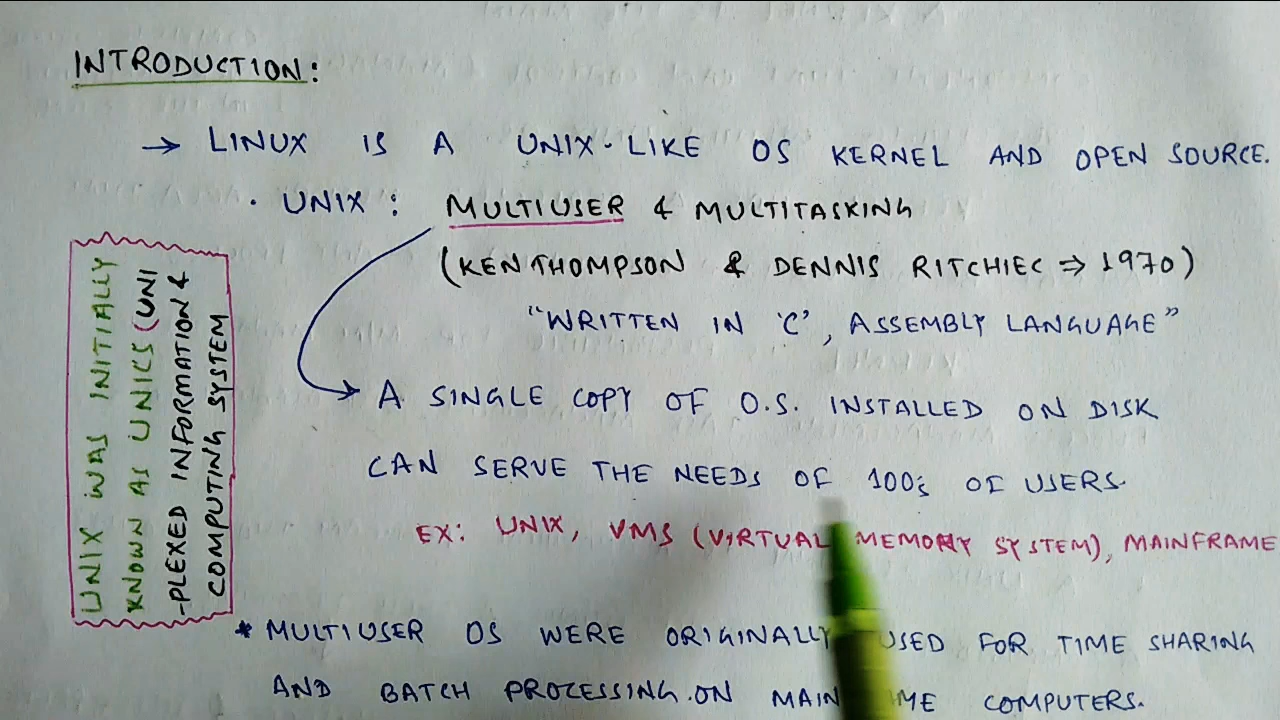 INTRODUCTION:
→ LINUX IS A UNIX-LIKE OS KERNEL AND OPEN SOURCE.
· UNIX: MULTIUSER & MULTITASKING
(KEN THOMPSON & DENNIS RITCHIEC ⇒ 1970)
"WRITTEN IN 'C', ASSEMBLY LANGUAGE"
→ A SINGLE COPY OF O.S. INSTALLED ON DISK
CAN SERVE THE NEEDS OF 100s OF USERS.
EX: UNIX, VMS (VIRTUAL MEMORY SYSTEM), MAINFRAME
* MULTIUSER OS WERE ORIGINALLY USED FOR TIME SHARING
AND BATCH PROCESSING ON COMPUTERS.
UNIX WAS INITIALLY
KNOWN AS UNICS (UNI
-PLEXED INFORMATION &
COMPUTING SYSTEM